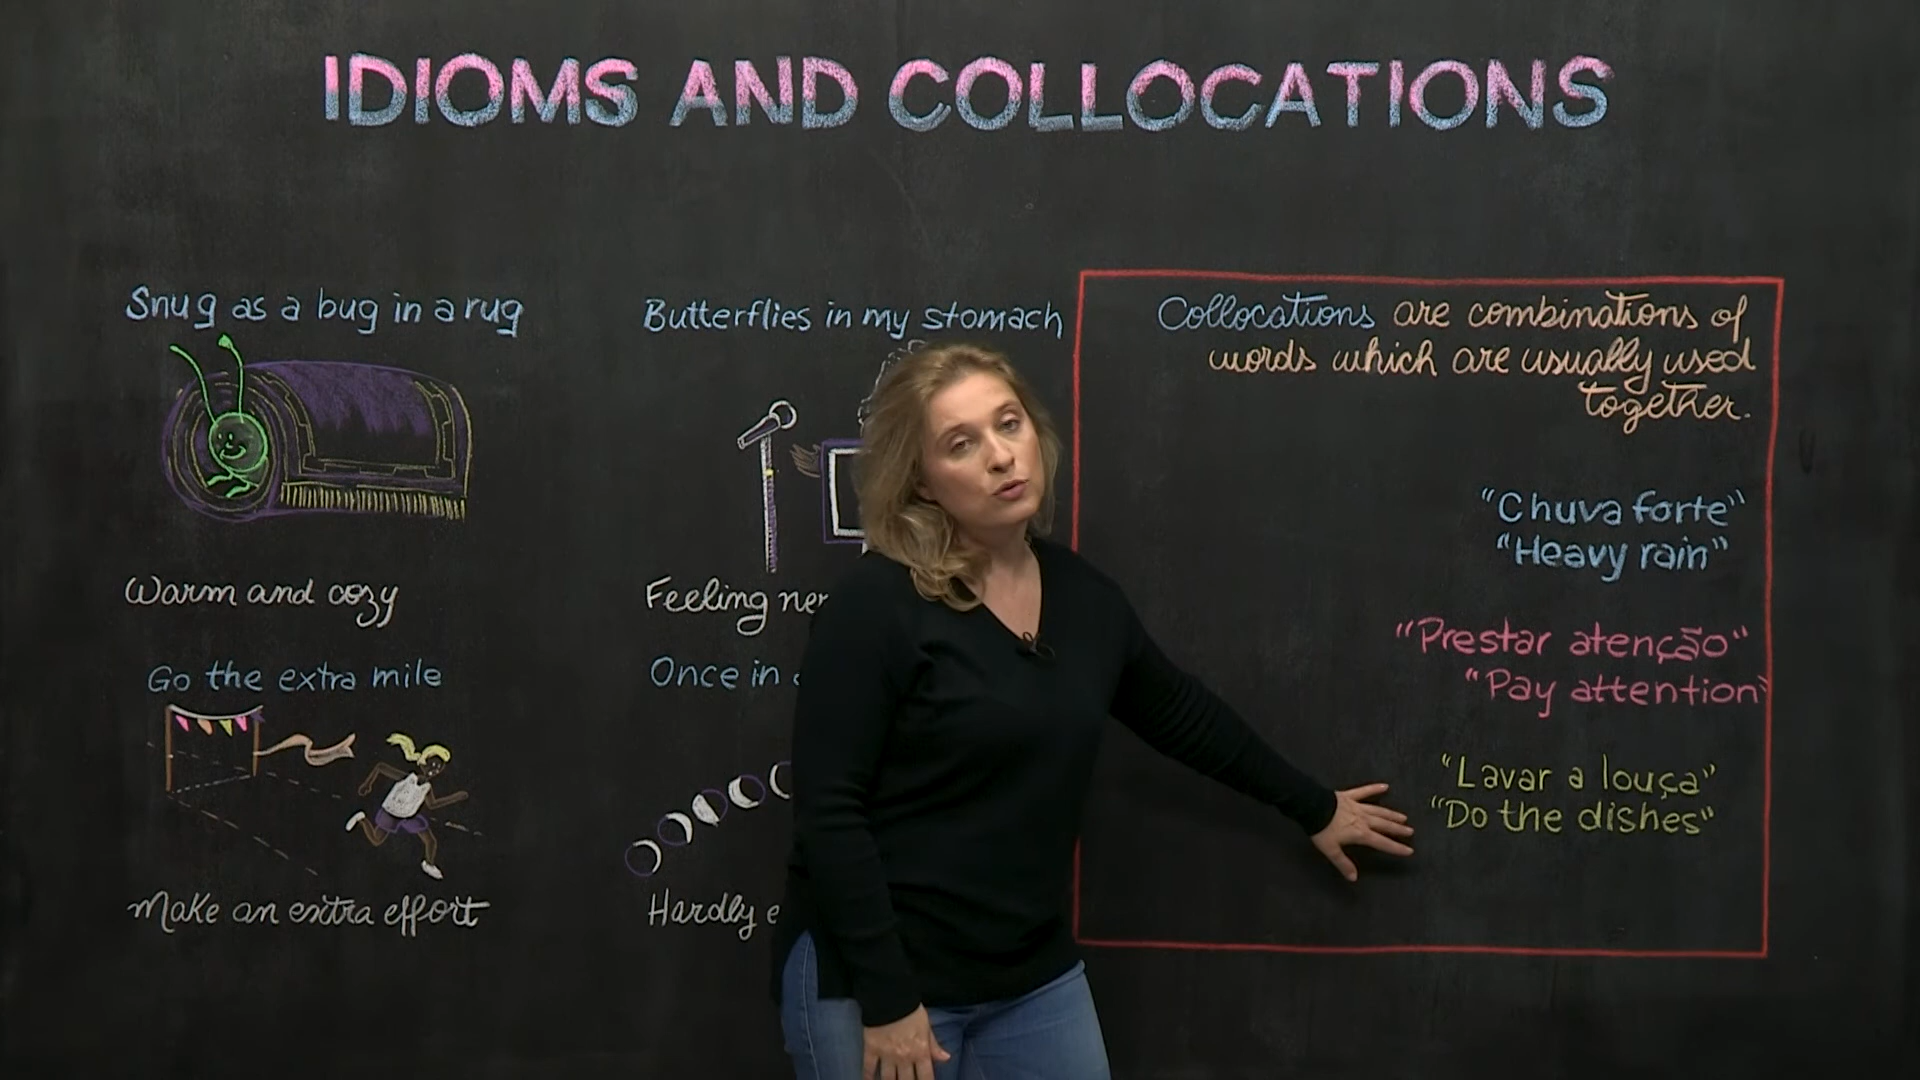 IDIOMS AND COLLOCATIONS
Snug as a bug in a rug
Warm and cozy
Go the extra mile
Make an extra effort
Butterflies in my stomach
Feeling
Once in
Hardly
Collocations are combinations of
words which are usually used
together.
"Chuva forte"
"Heavy rain"
"Prestar atenção"
"Pay attention"
"Lavar a louça"
"Do the dishes"